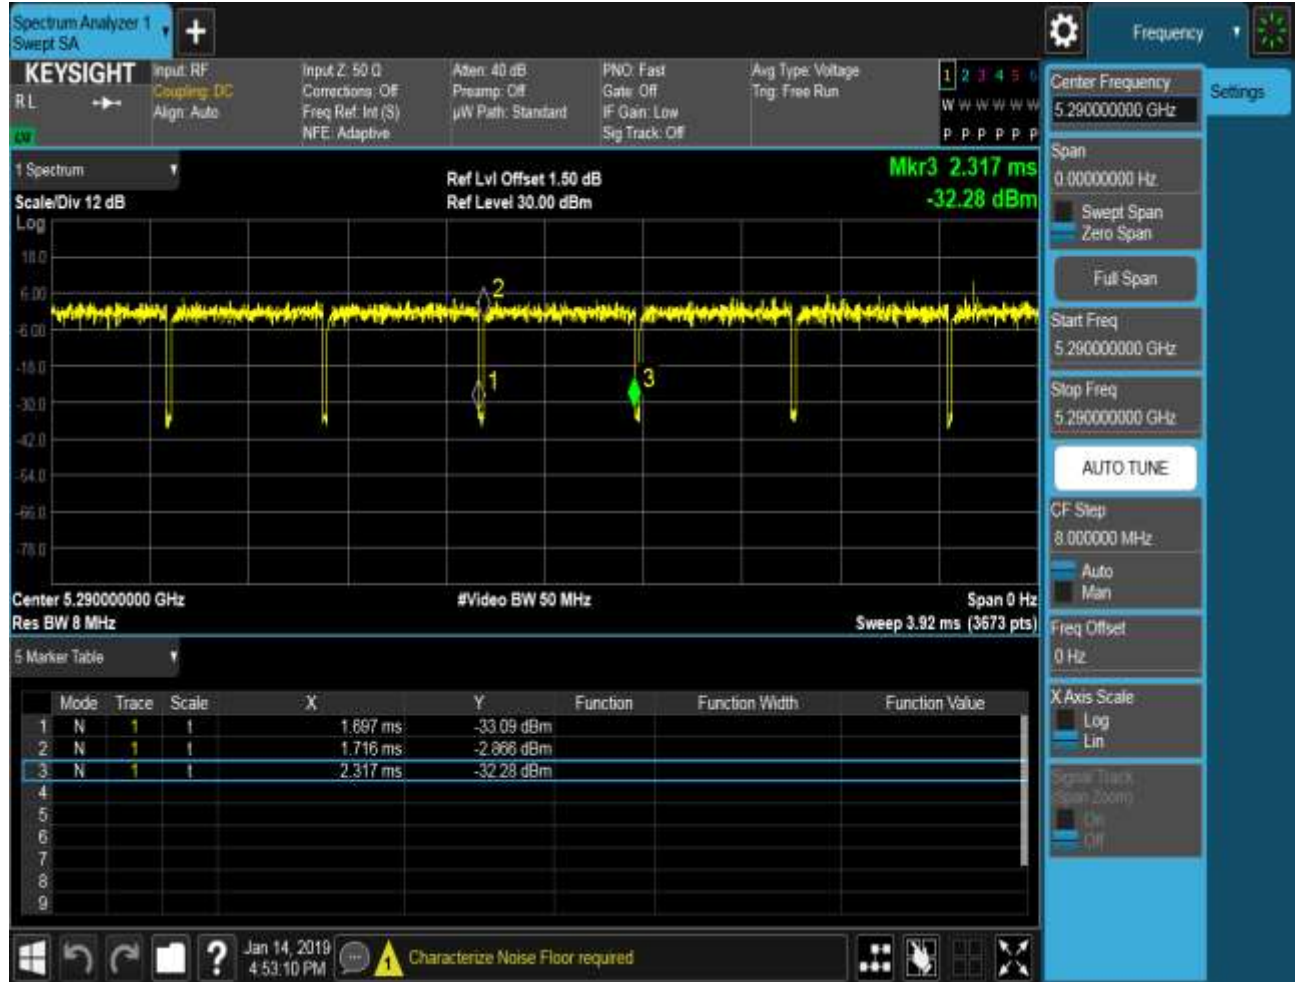 Spectrum Analyzer 1
Swept SA
+
Frequency
KEYSIGHT
RL
Input: RF
Coupling: DC
Align: Auto
Input Z: 50 Ω
Corrections: Off
Freq Ref: Int (S)
NFE: Adaptive
Atten: 40 dB
Preamp: Off
µW Path: Standard
PNO: Fast
Gate: Off
IF Gain: Low
Sig Track: Off
Avg Type: Voltage
Trig: Free Run
1 2 3 4 5 6
W W W W W W
P P P P P P
1 Spectrum
Scale/Div 12 dB
Log
Ref Lvl Offset 1.50 dB
Ref Level 30.00 dBm
Mkr3 2.317 ms
-32.28 dBm
18.0
6.00
-6.00
-18.0
-30.0
-42.0
-54.0
-66.0
-78.0
2
1
3
Center 5.290000000 GHz
#Video BW 50 MHz
Span 0 Hz
Res BW 8 MHz
Sweep 3.92 ms (3673 pts)
5 Marker Table
Mode Trace Scale X Y Function Function Width Function Value
1 N 1 t 1.697 ms -33.09 dBm
2 N 1 t 1.716 ms -2.866 dBm
3 N 1 t 2.317 ms -32.28 dBm
4
5
6
7
8
9
Center Frequency
5.290000000 GHz
Settings
Span
0.00000000 Hz
Swept Span
Zero Span
Full Span
Start Freq
5.290000000 GHz
Stop Freq
5.290000000 GHz
AUTO TUNE
CF Step
8.000000 MHz
Auto
Man
Freq Offset
0 Hz
X Axis Scale
Log
Lin
Signal Track
(Span Zoom)
On
Off
?
Jan 14, 2019
4:53:10 PM
1
Characterize Noise Floor required